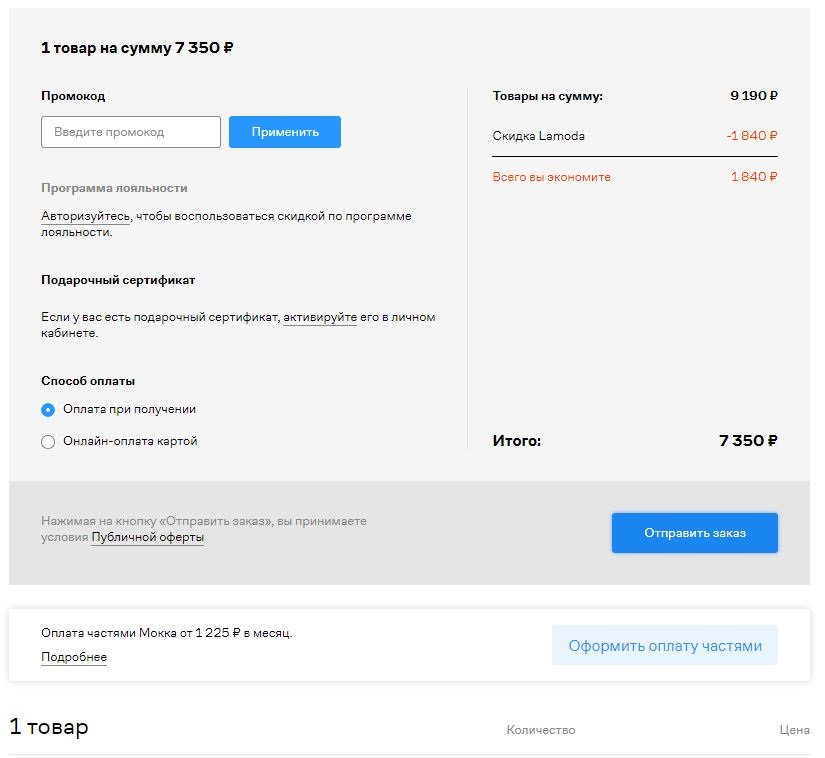 1 товар на сумму 7 350 ₽
Промокод
Введите промокод
Применить
Программа лояльности
Авторизуйтесь, чтобы воспользоваться скидкой по программе
лояльности.
Подарочный сертификат
Если у вас есть подарочный сертификат, активируйте его в личном
кабинете.
Способ оплаты
Оплата при получении
Онлайн-оплата картой
Товары на сумму: 9 190 ₽
Скидка Lamoda -1 840 ₽
Всего вы экономите 1 840 ₽
Итого: 7 350 ₽
Нажимая на кнопку «Отправить заказ», вы принимаете
условия Публичной оферты
Отправить заказ
Оплата частями Мокка от 1 225 ₽ в месяц.
Подробнее
Оформить оплату частями
1 товар Количество Цена